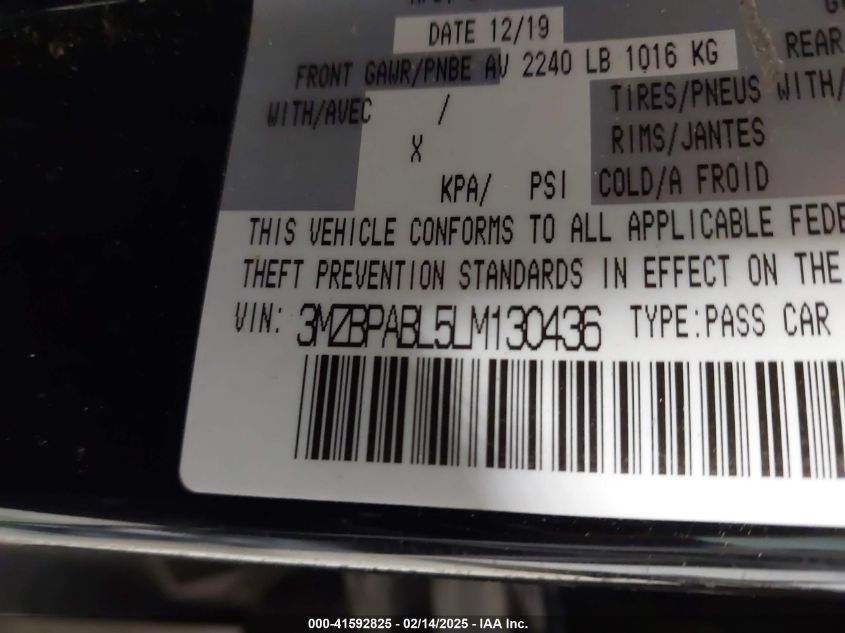 DATE 12/19
FRONT GAWR/PNBE AV 2240 LB 1016 KG REAR
WITH/AVEC / TIRES/PNEUS WITH/
X RIMS/JANTES
KPA/ PSI COLD/A FROID
THIS VEHICLE CONFORMS TO ALL APPLICABLE FEDE
THEFT PREVENTION STANDARDS IN EFFECT ON THE
VIN: 3MZBPABL5LM130436 TYPE:PASS CAR
000-41592825 - 02/14/2025 - IAA Inc.